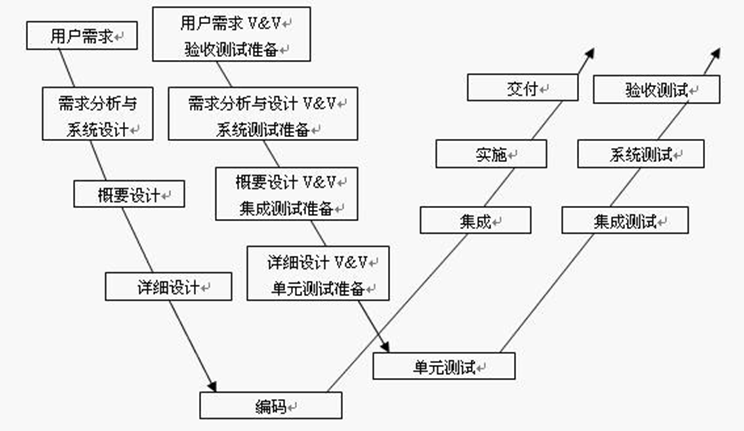 用户需求
需求分析与
系统设计
概要设计
详细设计
编码
用户需求 V&V
验收测试准备
需求分析与设计 V&V
系统测试准备
概要设计 V&V
集成测试准备
详细设计 V&V
单元测试准备
单元测试
交付
实施
集成
验收测试
系统测试
集成测试